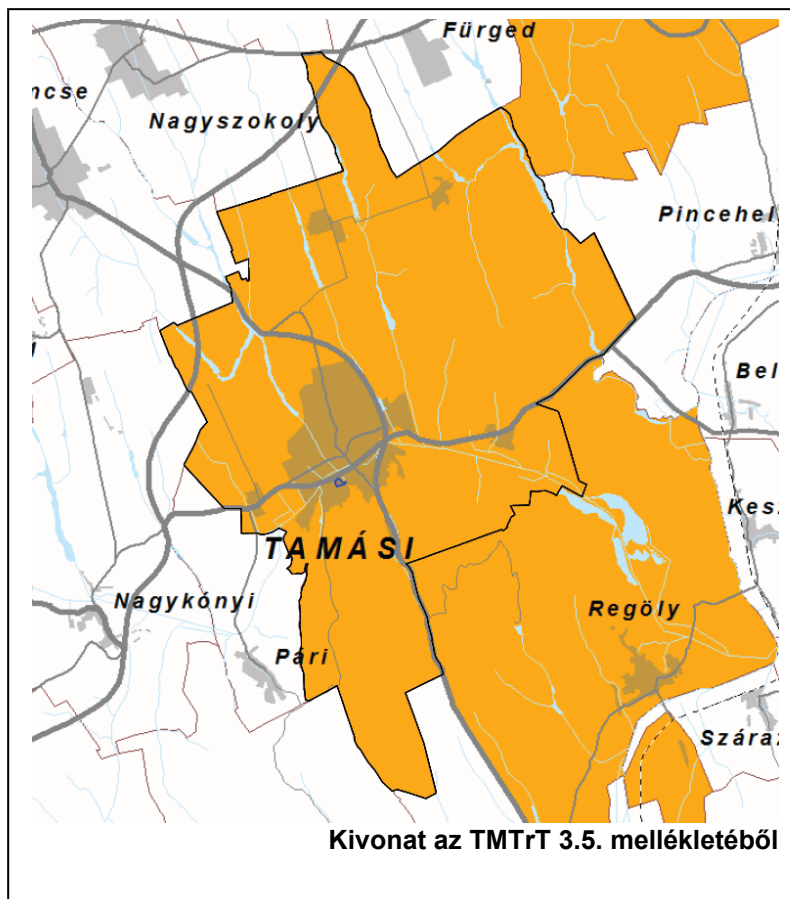 Fürged
ncse
Nagyszokoly
Pincehel
Bel
Kes
TAMÁSI
Nagykónyi
Regöly
Pári
Száraz
Kivonat az TMTrT 3.5. mellékletéből